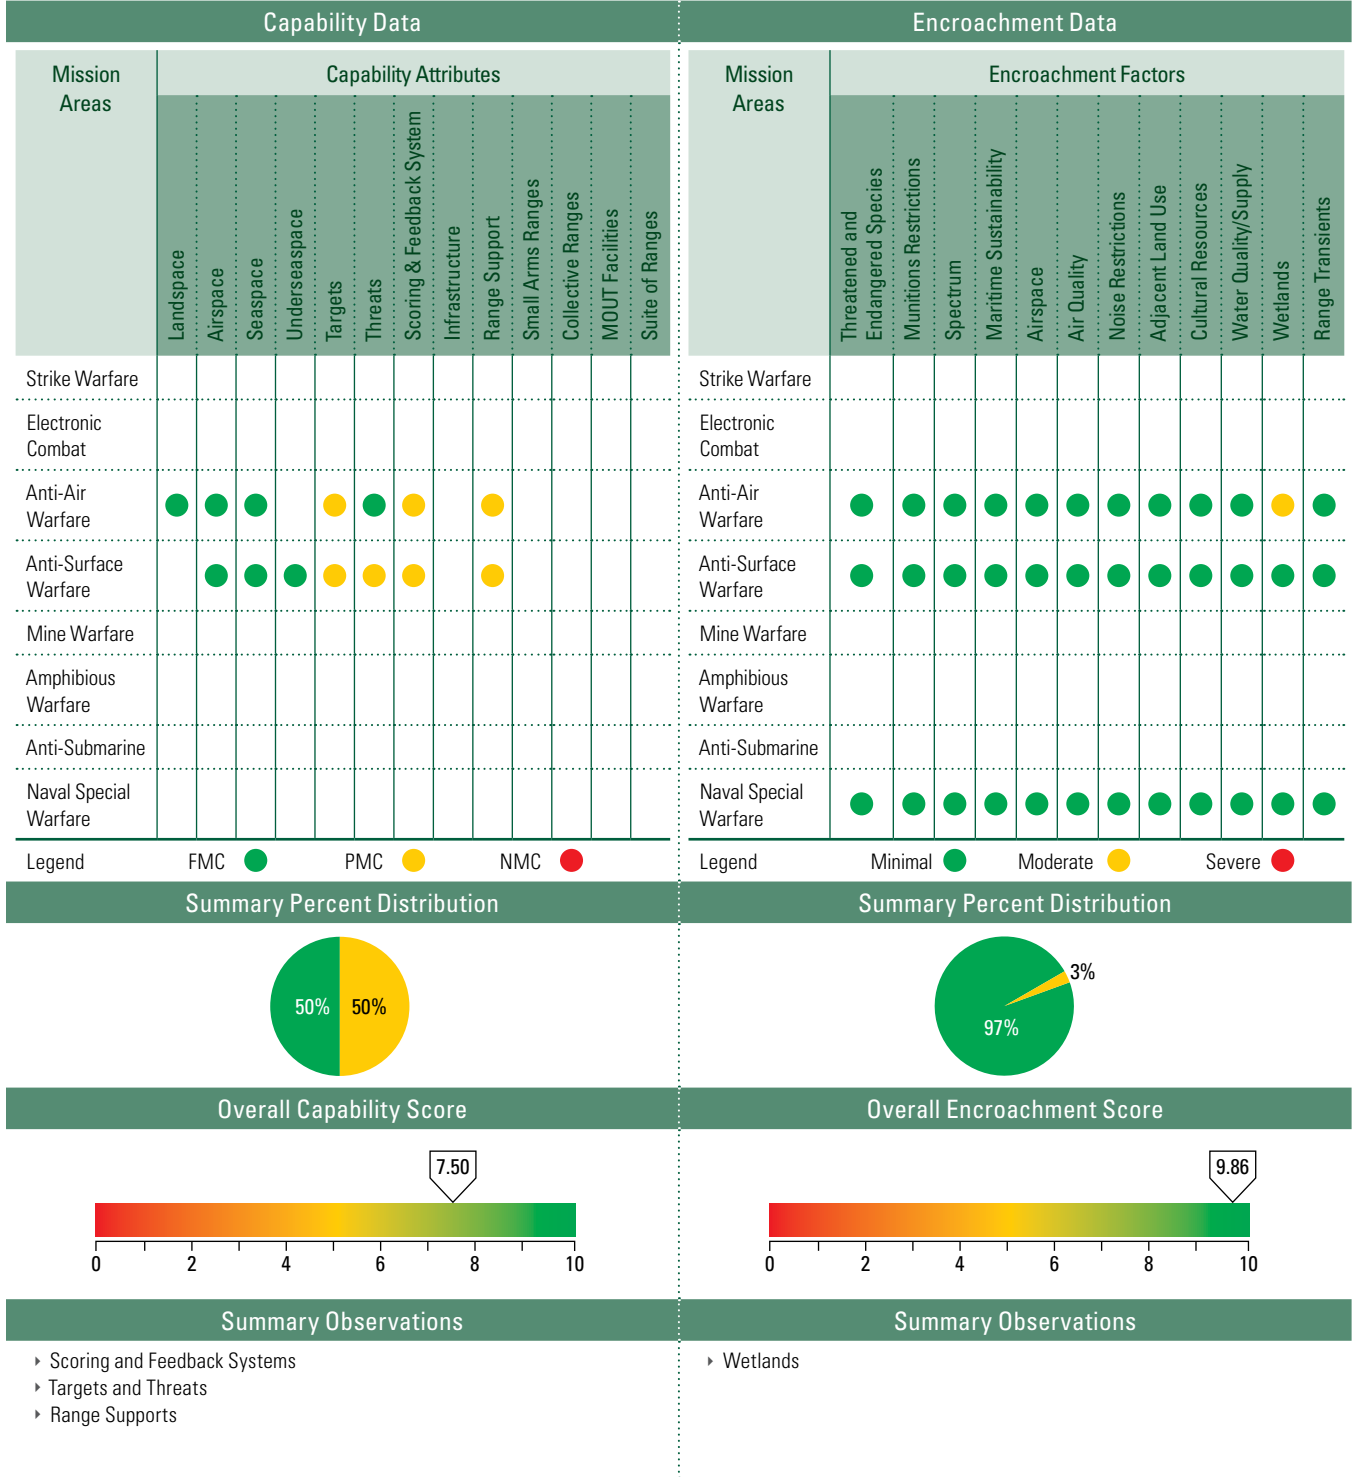 Capability Data
Mission
Areas
Capability Attributes
Landspace
Airspace
Seaspace
Underseaspace
Targets
Threats
Scoring & Feedback System
Infrastructure
Range Support
Small Arms Ranges
Collective Ranges
MOUT Facilities
Suite of Ranges
Strike Warfare
Electronic
Combat
Anti-Air
Warfare
Anti-Surface
Warfare
Mine Warfare
Amphibious
Warfare
Anti-Submarine
Naval Special
Warfare
Legend FMC PMC NMC
Summary Percent Distribution
50% 50%
Overall Capability Score
7.50
0 2 4 6 8 10
Summary Observations
Scoring and Feedback Systems
Targets and Threats
Range Supports
Encroachment Data
Mission
Areas
Encroachment Factors
Threatened and
Endangered Species
Munitions Restrictions
Spectrum
Maritime Sustainability
Airspace
Air Quality
Noise Restrictions
Adjacent Land Use
Cultural Resources
Water Quality/Supply
Wetlands
Range Transients
Strike Warfare
Electronic
Combat
Anti-Air
Warfare
Anti-Surface
Warfare
Mine Warfare
Amphibious
Warfare
Anti-Submarine
Naval Special
Warfare
Legend Minimal Moderate Severe
Summary Percent Distribution
3%
97%
Overall Encroachment Score
9.86
0 2 4 6 8 10
Summary Observations
Wetlands